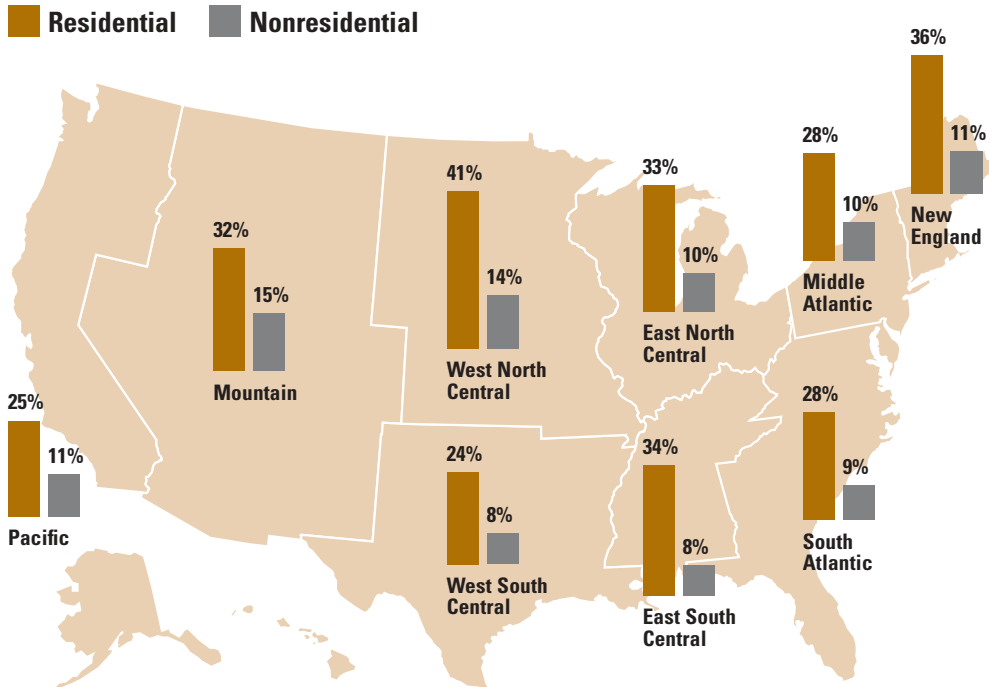 Residential Nonresidential
36%
11%
New
England
28%
10%
Middle
Atlantic
33%
10%
East North
Central
41%
14%
West North
Central
32%
15%
Mountain
25%
11%
Pacific
24%
8%
West South
Central
34%
8%
East South
Central
28%
9%
South
Atlantic